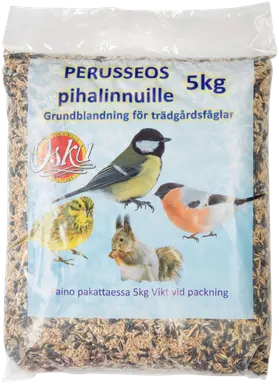 PERUSSEOS 5kg
pihalinnuille
Grundblandning för trädgårdsfåglar
Osku
aino pakattaessa 5kg Vikt vid packning